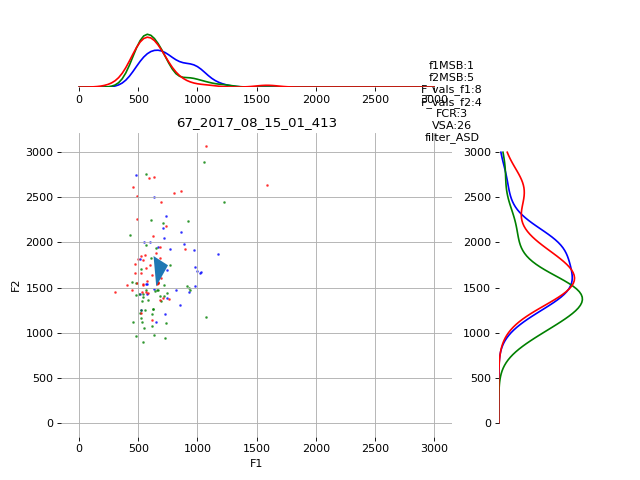 0 500 1000 1500 2000 2500 3000
f1MSB:1
f2MSB:5
F_vals_f1:8
F_vals_f2:4
FCR:3
VSA:26
filter_ASD
67_2017_08_15_01_413
3000
2500
2000
1500
1000
500
0
F2
0 500 1000 1500 2000 2500 3000
F1
3000
2500
2000
1500
1000
500
0